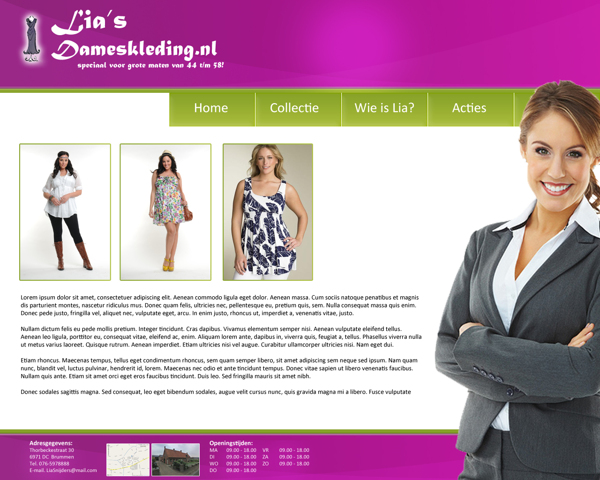 Lia's
Dameskleding.nl
speciaal voor grote maten van 44 t/m 58!
Home Collectie Wie is Lia? Acties
Lorem ipsum dolor sit amet, consectetuer adipiscing elit. Aenean commodo ligula eget dolor. Aenean massa. Cum sociis natoque penatibus et magnis
dis parturient montes, nascetur ridiculus mus. Donec quam felis, ultricies nec, pellentesque eu, pretium quis, sem. Nulla consequat massa quis enim.
Donec pede justo, fringilla vel, aliquet nec, vulputate eget, arcu. In enim justo, rhoncus ut, imperdiet a, venenatis vitae, justo.
Nullam dictum felis eu pede mollis pretium. Integer tincidunt. Cras dapibus. Vivamus elementum semper nisi. Aenean vulputate eleifend tellus.
Aenean leo ligula, porttitor eu, consequat vitae, eleifend ac, enim. Aliquam lorem ante, dapibus in, viverra quis, feugiat a, tellus. Phasellus viverra nulla
ut metus varius laoreet. Quisque rutrum. Aenean imperdiet. Etiam ultricies nisi vel augue. Curabitur ullamcorper ultricies nisi. Nam eget dui.
Etiam rhoncus. Maecenas tempus, tellus eget condimentum rhoncus, sem quam semper libero, sit amet adipiscing sem neque sed ipsum. Nam quam
nunc, blandit vel, luctus pulvinar, hendrerit id, lorem. Maecenas nec odio et ante tincidunt tempus. Donec vitae sapien ut libero venenatis faucibus.
Nullam quis ante. Etiam sit amet orci eget eros faucibus tincidunt. Duis leo. Sed fringilla mauris sit amet nibh.
Donec sodales sagittis magna. Sed consequat, leo eget bibendum sodales, augue velit cursus nunc, quis gravida magna mi a libero. Fusce vulputate
Adresgegevens:
Thorbeckestraat 30
6971 DC Brummen
Tel. 076-5978888
E-mail. LiaSnijders@mail.com
Openingstijden:
MA 09.00 - 18.00 VR 09.00 - 18.00
DI 09.00 - 18.00 ZA 09.00 - 18.00
WO 09.00 - 18.00 ZO 09.00 - 18.00
DO 09.00 - 18.00